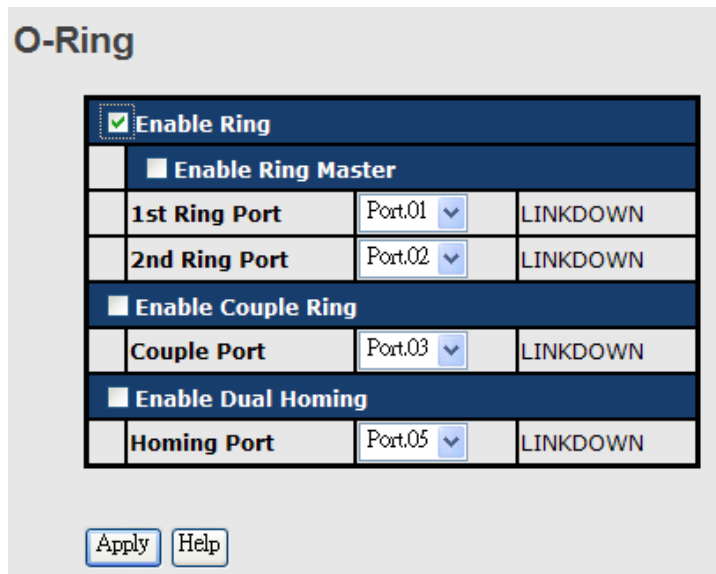 O-Ring
Enable Ring
Enable Ring Master
1st Ring Port Port.01 LINKDOWN
2nd Ring Port Port.02 LINKDOWN
Enable Couple Ring
Couple Port Port.03 LINKDOWN
Enable Dual Homing
Homing Port Port.05 LINKDOWN
Apply Help